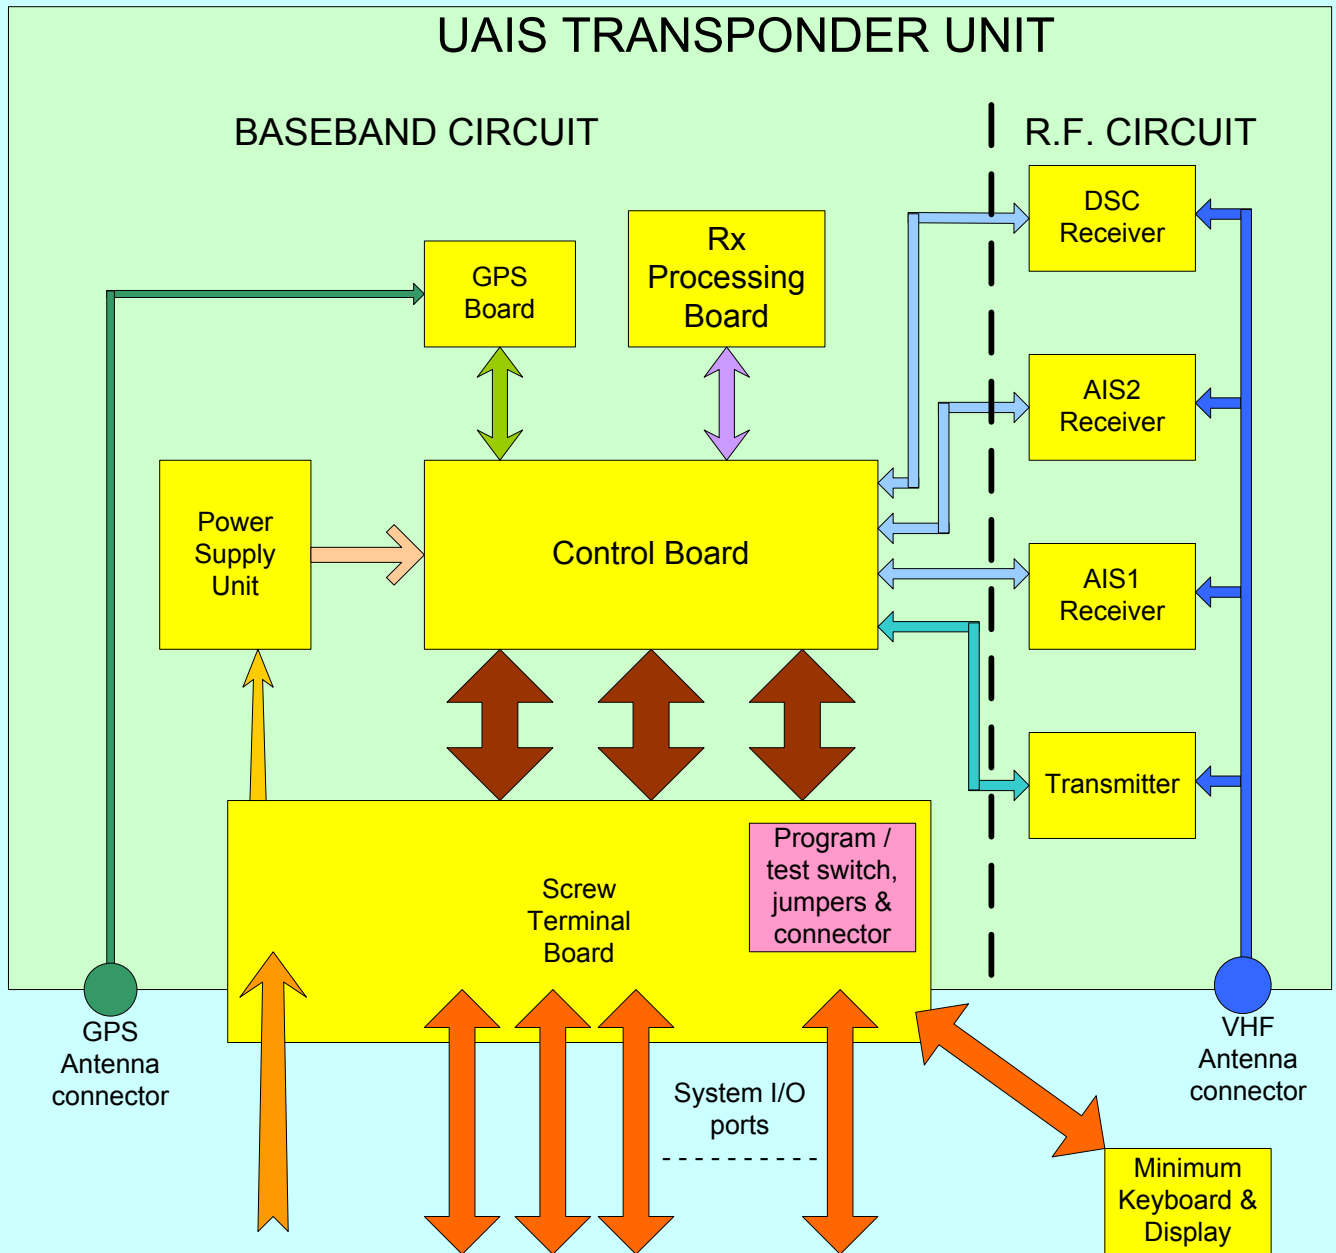 UAIS TRANSPONDER UNIT
BASEBAND CIRCUIT
R.F. CIRCUIT
DSC
Receiver
Rx
Processing
Board
GPS
Board
AIS2
Receiver
Power
Supply
Unit
Control Board
AIS1
Receiver
Transmitter
Program /
test switch,
jumpers &
connector
Screw
Terminal
Board
GPS
Antenna
connector
VHF
Antenna
connector
System I/O
ports
Minimum
Keyboard &
Display